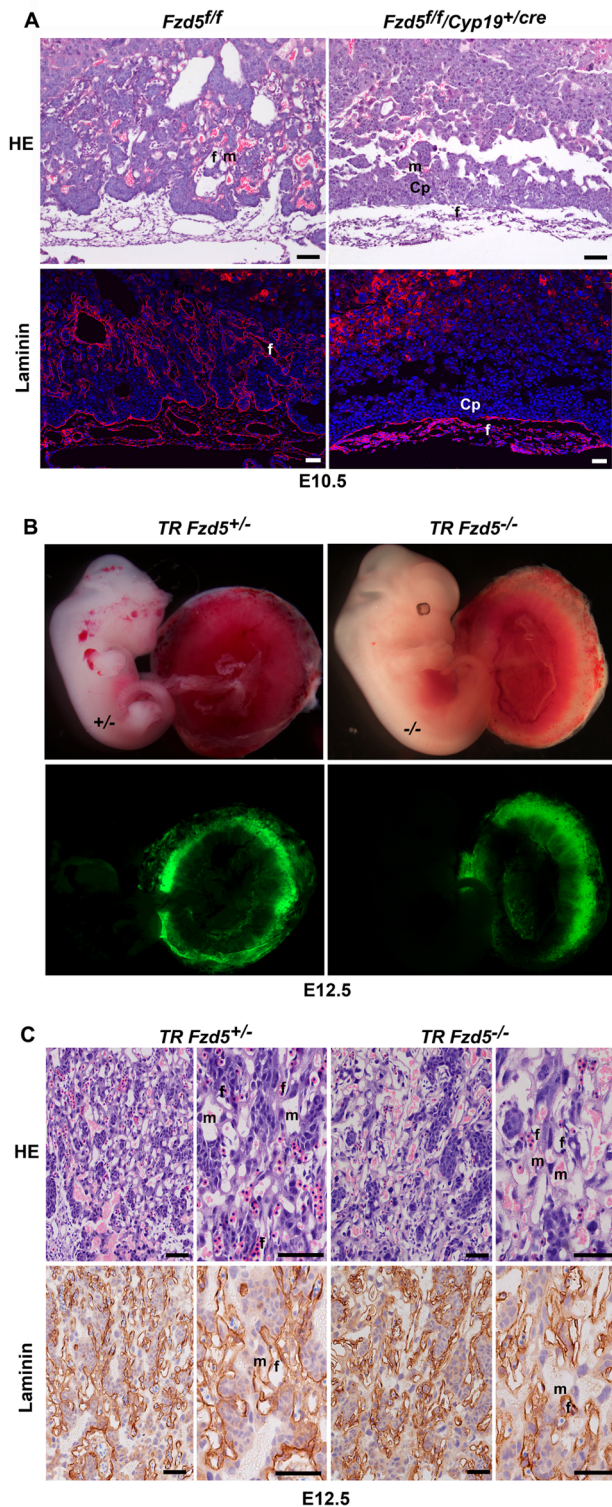 A
Fzd5f/f
Fzd5f/f/Cyp19+/cre
HE
f m
m
Cp
f
Laminin
f
Cp
f
E10.5
B
TR Fzd5+/-
TR Fzd5-/-
+/-
-/-
E12.5
C
TR Fzd5+/-
TR Fzd5-/-
HE
f f
m m
f
f f
m m
Laminin
m f
m
f
E12.5